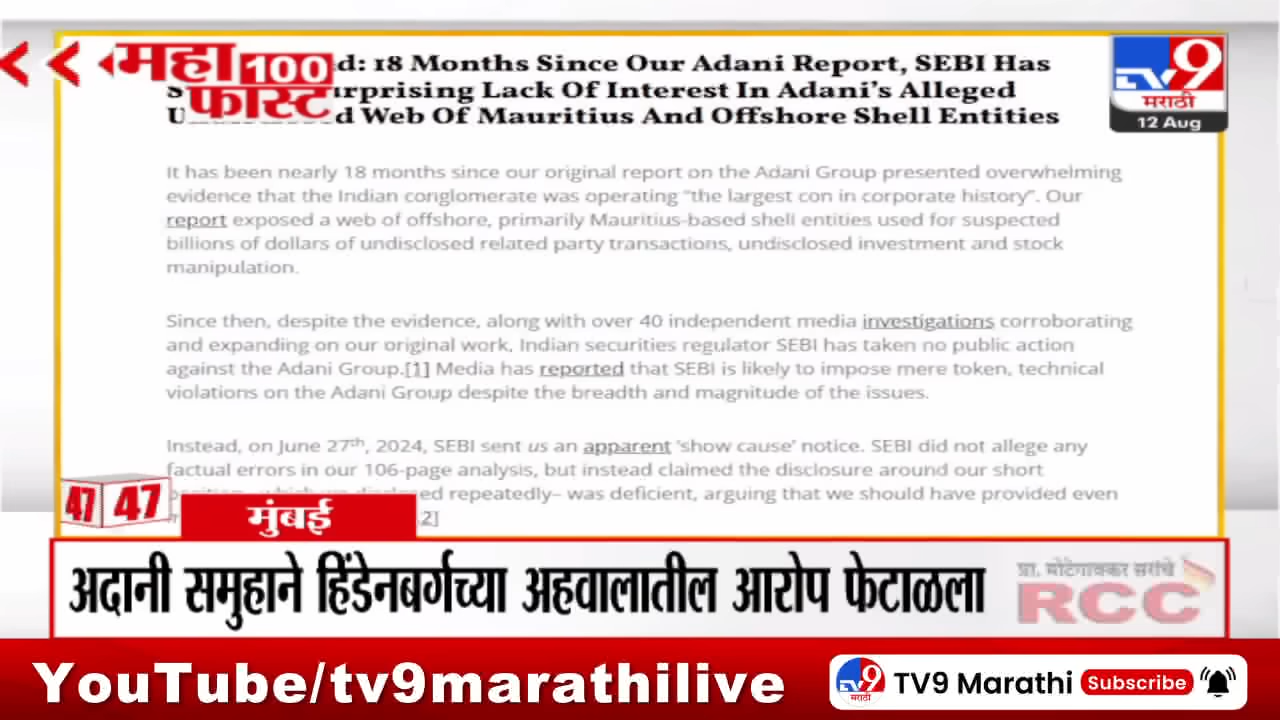 महा 100
फास्ट
d: 18 Months Since Our Adani Report, SEBI Has
S urprising Lack Of Interest In Adani's Alleged
U d Web Of Mauritius And Offshore Shell Entities
TV9
मराठी
12 Aug
It has been nearly 18 months since our original report on the Adani Group presented overwhelming
evidence that the Indian conglomerate was operating "the largest con in corporate history". Our
report exposed a web of offshore, primarily Mauritius-based shell entities used for suspected
billions of dollars of undisclosed related party transactions, undisclosed investment and stock
manipulation.
Since then, despite the evidence, along with over 40 independent media investigations corroborating
and expanding on our original work, Indian securities regulator SEBI has taken no public action
against the Adani Group.[1] Media has reported that SEBI is likely to impose mere token, technical
violations on the Adani Group despite the breadth and magnitude of the issues.
Instead, on June 27th, 2024, SEBI sent us an apparent 'show cause' notice. SEBI did not allege any
factual errors in our 106-page analysis, but instead claimed the disclosure around our short
ed repeatedly– was deficient, arguing that we should have provided even
2]
47 47
मुंबई
अदानी समुहाने हिंडेनबर्गच्या अहवालातील आरोप फेटाळला
प्रा. मोटेगावकर सरांचे
RCC
YouTube/tv9marathilive
TV9 मराठी TV9 Marathi Subscribe